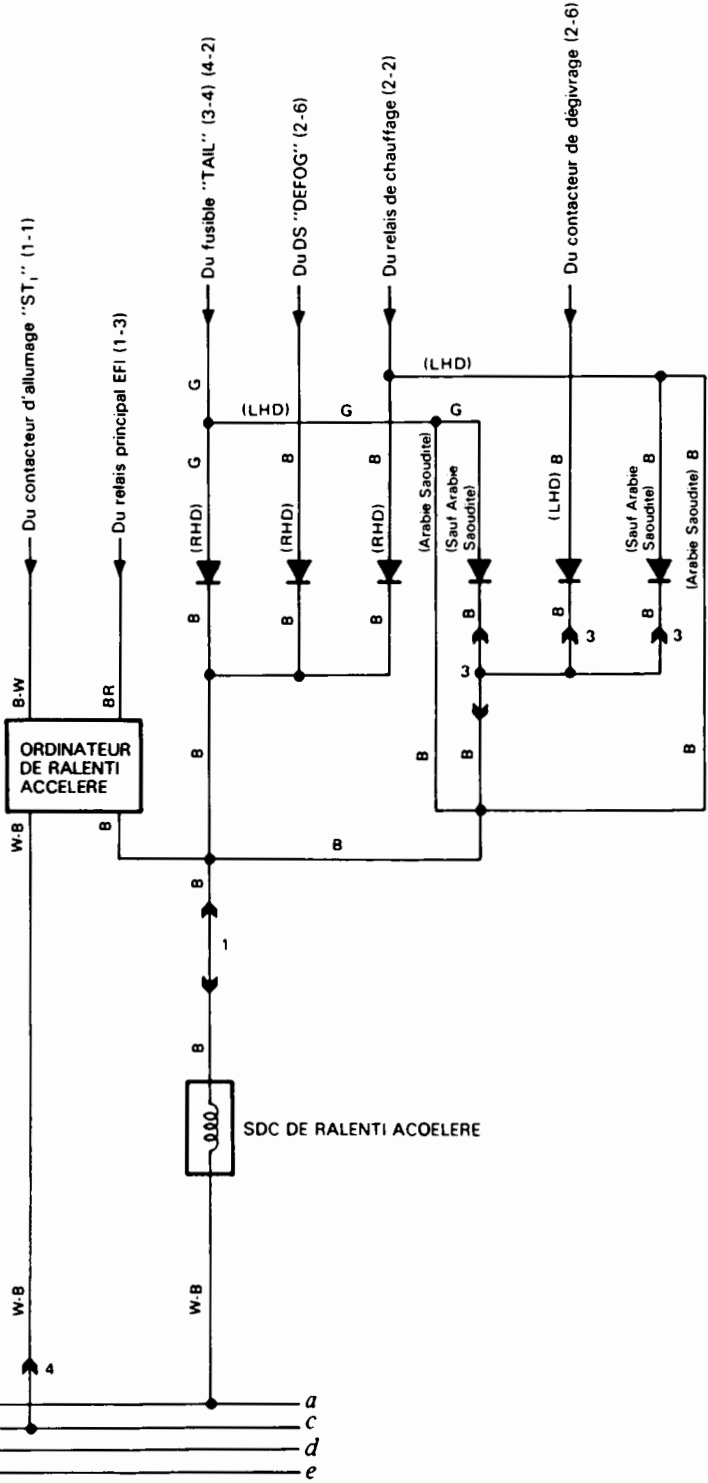 Du contacteur d'allumage "ST₁" (1-1)
Du relais principal EFI (1-3)
Du fusible "TAIL" (3-4) (4-2)
Du DS "DEFOG" (2-6)
Du relais de chauffage (2-2)
Du contacteur de dégivrage (2-6)
(LHD)
G
(LHD)
G
G
B-W
BR
G
(RHD)
B
(RHD)
B
(RHD)
(Arabie Saoudite)
(Sauf Arabie
Saoudite)
(LHD) B
(Sauf Arabie
Saoudite) B
(Arabie Saoudite) B
B
B
B
B
B
B
3
3
3
ORDINATEUR
DE RALENTI
ACCELERE
W-B
B
B
B
B
B
B
B
1
B
SDC DE RALENTI ACOELERE
W-B
W-B
4
a
c
d
e